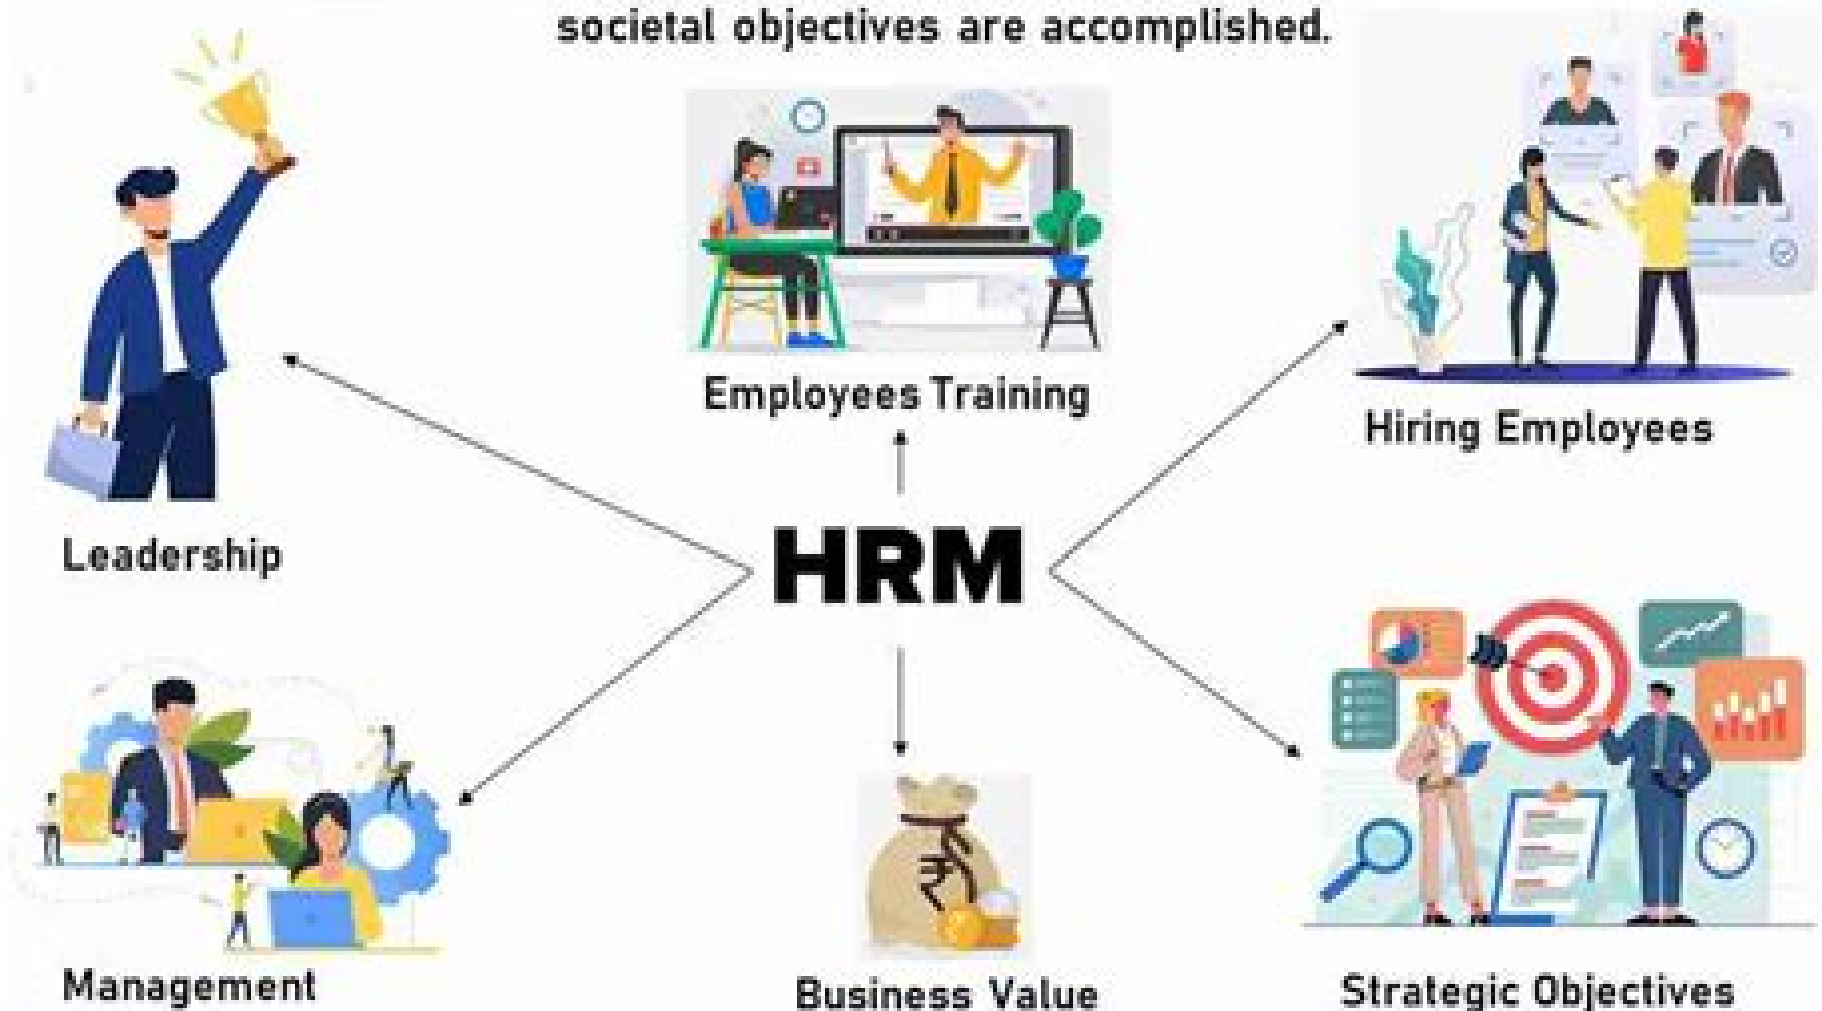 societal objectives are accomplished.
Employees Training
Hiring Employees
Leadership
HRM
Management
Business Value
Strategic Objectives